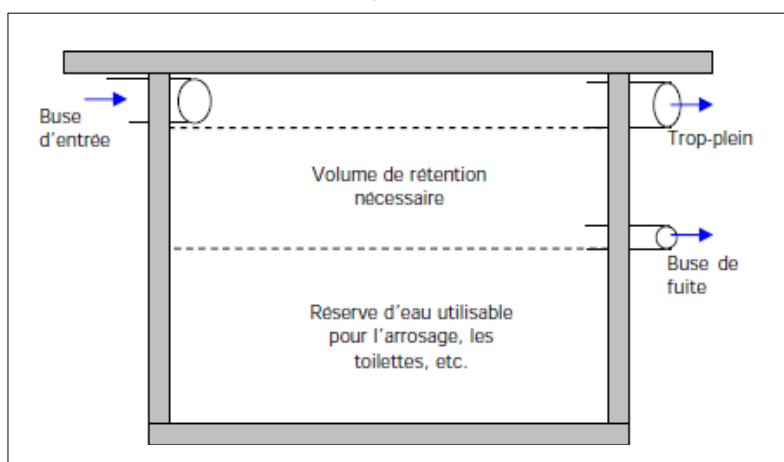 Buse
d'entrée
Trop-plein
Volume de rétention
nécessaire
Buse de
fuite
Réserve d'eau utilisable
pour l'arrosage, les
toilettes, etc.